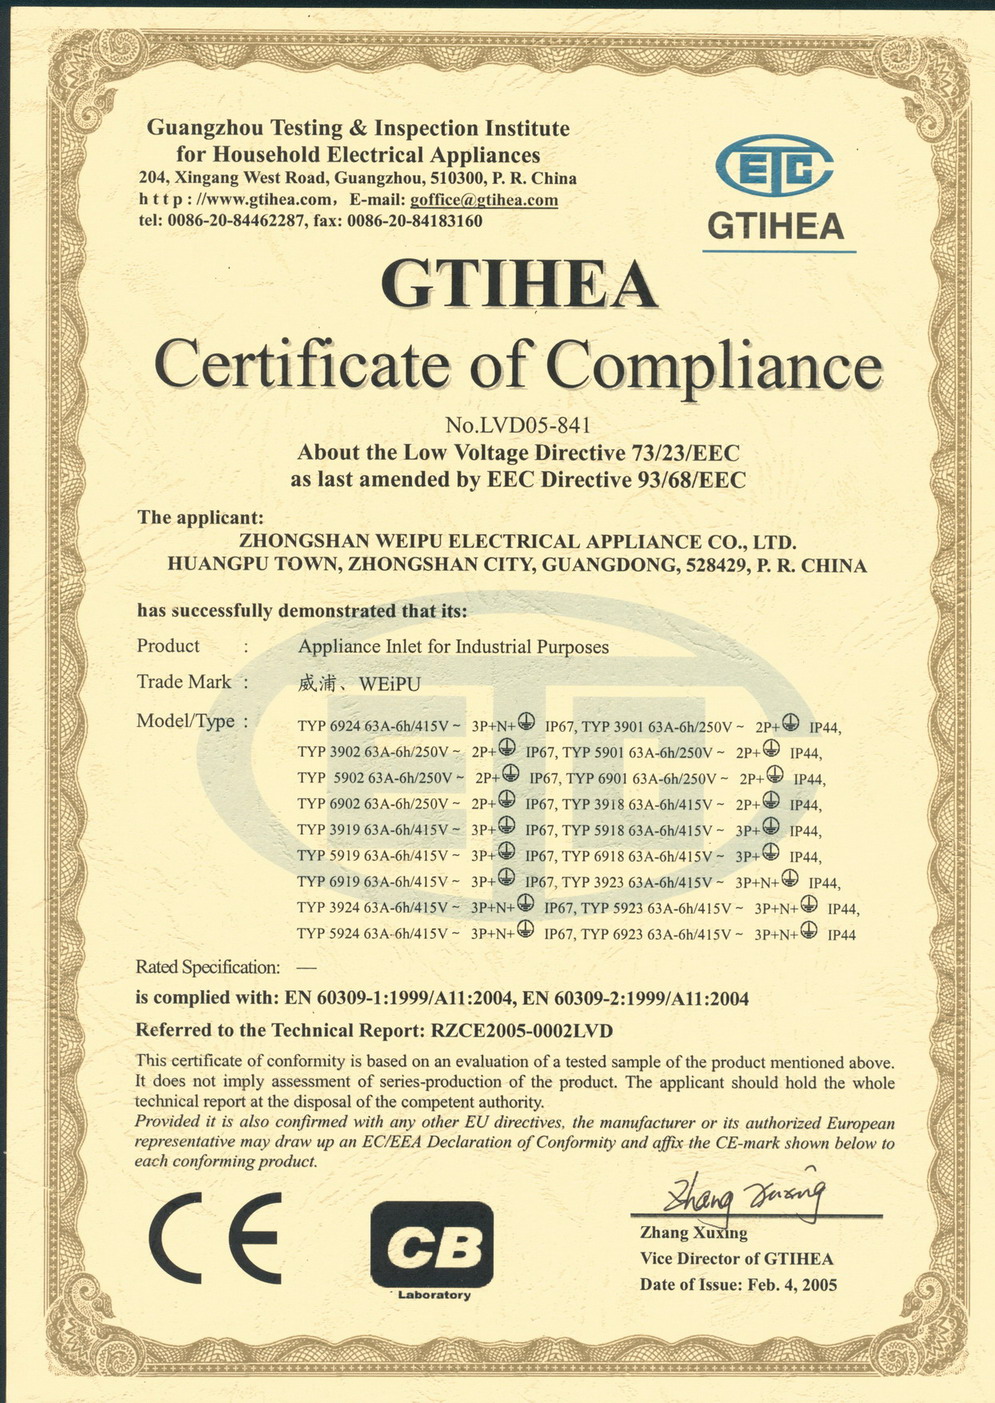 Guangzhou Testing & Inspection Institute
for Household Electrical Appliances
204, Xingang West Road, Guangzhou, 510300, P. R. China
http://www.gtihea.com, E-mail: goffice@gtihea.com
tel: 0086-20-84462287, fax: 0086-20-84183160
ETC
GTIHEA
GTIHEA
Certificate of Compliance
No.LVD05-841
About the Low Voltage Directive 73/23/EEC
as last amended by EEC Directive 93/68/EEC
The applicant:
ZHONGSHAN WEIPU ELECTRICAL APPLIANCE CO., LTD.
HUANGPU TOWN, ZHONGSHAN CITY, GUANGDONG, 528429, P. R. CHINA
has successfully demonstrated that its:
Product : Appliance Inlet for Industrial Purposes
Trade Mark : 威浦、WEiPU
Model/Type : TYP 6924 63A-6h/415V ~ 3P+N+⏚ IP67, TYP 3901 63A-6h/250V ~ 2P+⏚ IP44,
TYP 3902 63A-6h/250V ~ 2P+⏚ IP67, TYP 5901 63A-6h/250V ~ 2P+⏚ IP44,
TYP 5902 63A-6h/250V ~ 2P+⏚ IP67, TYP 6901 63A-6h/250V ~ 2P+⏚ IP44,
TYP 6902 63A-6h/250V ~ 2P+⏚ IP67, TYP 3918 63A-6h/415V ~ 2P+⏚ IP44,
TYP 3919 63A-6h/415V ~ 3P+⏚ IP67, TYP 5918 63A-6h/415V ~ 3P+⏚ IP44,
TYP 5919 63A-6h/415V ~ 3P+⏚ IP67, TYP 6918 63A-6h/415V ~ 3P+⏚ IP44,
TYP 6919 63A-6h/415V ~ 3P+⏚ IP67, TYP 3923 63A-6h/415V ~ 3P+N+⏚ IP44,
TYP 3924 63A-6h/415V ~ 3P+N+⏚ IP67, TYP 5923 63A-6h/415V ~ 3P+N+⏚ IP44,
TYP 5924 63A-6h/415V ~ 3P+N+⏚ IP67, TYP 6923 63A-6h/415V ~ 3P+N+⏚ IP44
Rated Specification: —
is complied with: EN 60309-1:1999/A11:2004, EN 60309-2:1999/A11:2004
Referred to the Technical Report: RZCE2005-0002LVD
This certificate of conformity is based on an evaluation of a tested sample of the product mentioned above.
It does not imply assessment of series-production of the product. The applicant should hold the whole
technical report at the disposal of the competent authority.
Provided it is also confirmed with any other EU directives, the manufacturer or its authorized European
representative may draw up an EC/EEA Declaration of Conformity and affix the CE-mark shown below to
each conforming product.
Zhang Xuxing
CE
CB
Laboratory
Zhang Xuxing
Vice Director of GTIHEA
Date of Issue: Feb. 4, 2005